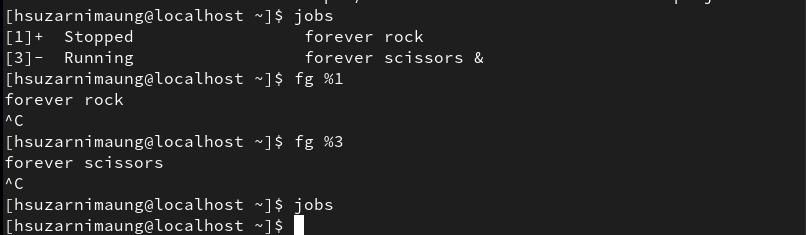 [hsuzarnimaung@localhost ~]$ jobs
[1]+  Stopped                 forever rock
[3]-  Running                 forever scissors &
[hsuzarnimaung@localhost ~]$ fg %1
forever rock
^C
[hsuzarnimaung@localhost ~]$ fg %3
forever scissors
^C
[hsuzarnimaung@localhost ~]$ jobs
[hsuzarnimaung@localhost ~]$